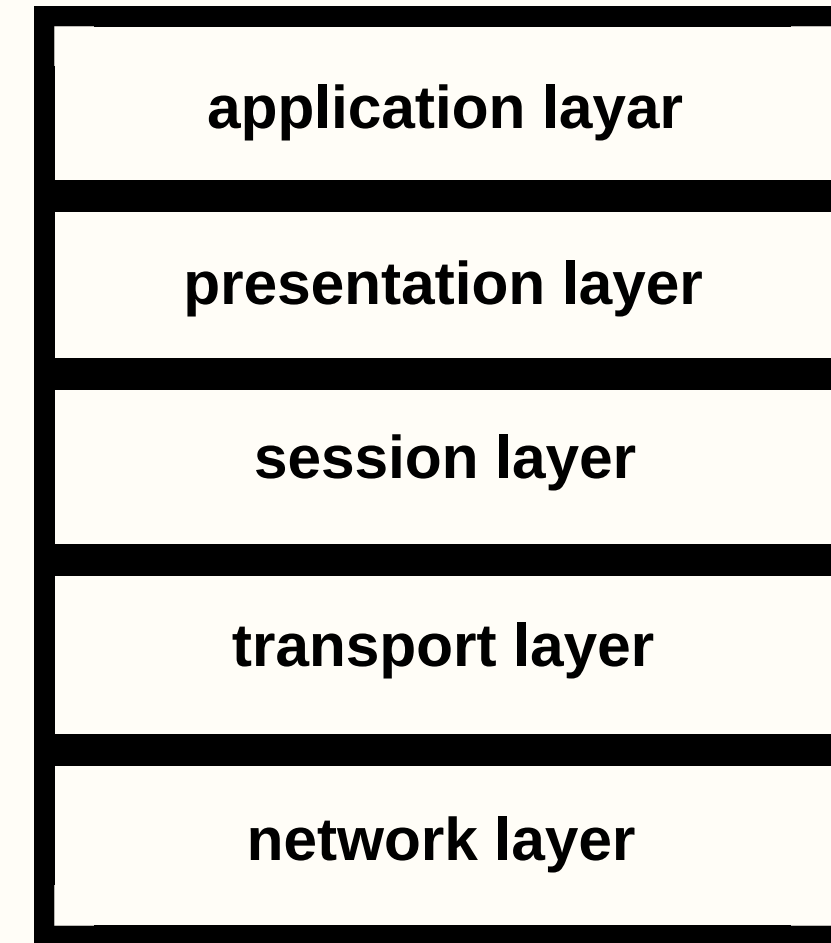 application layar
presentation layer
session layer
transport layer
network layer